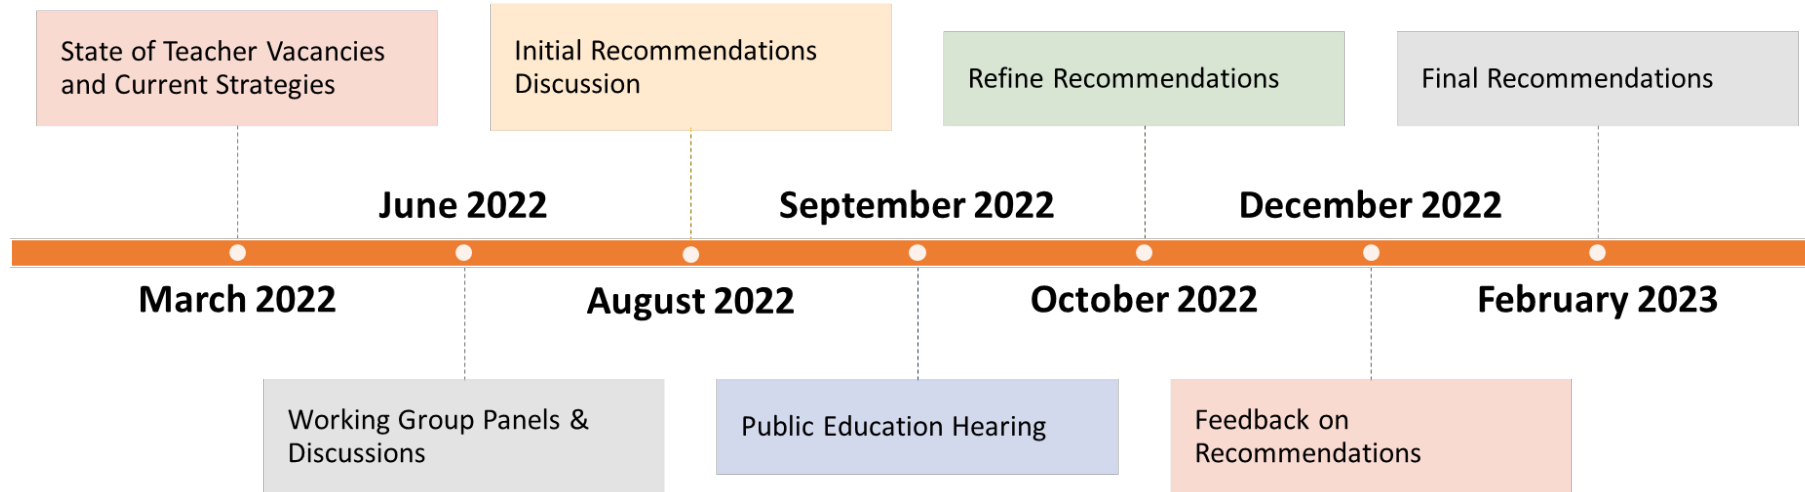 State of Teacher Vacancies
and Current Strategies
Initial Recommendations
Discussion
Refine Recommendations
Final Recommendations
June 2022
September 2022
December 2022
March 2022
August 2022
October 2022
February 2023
Working Group Panels &
Discussions
Public Education Hearing
Feedback on
Recommendations